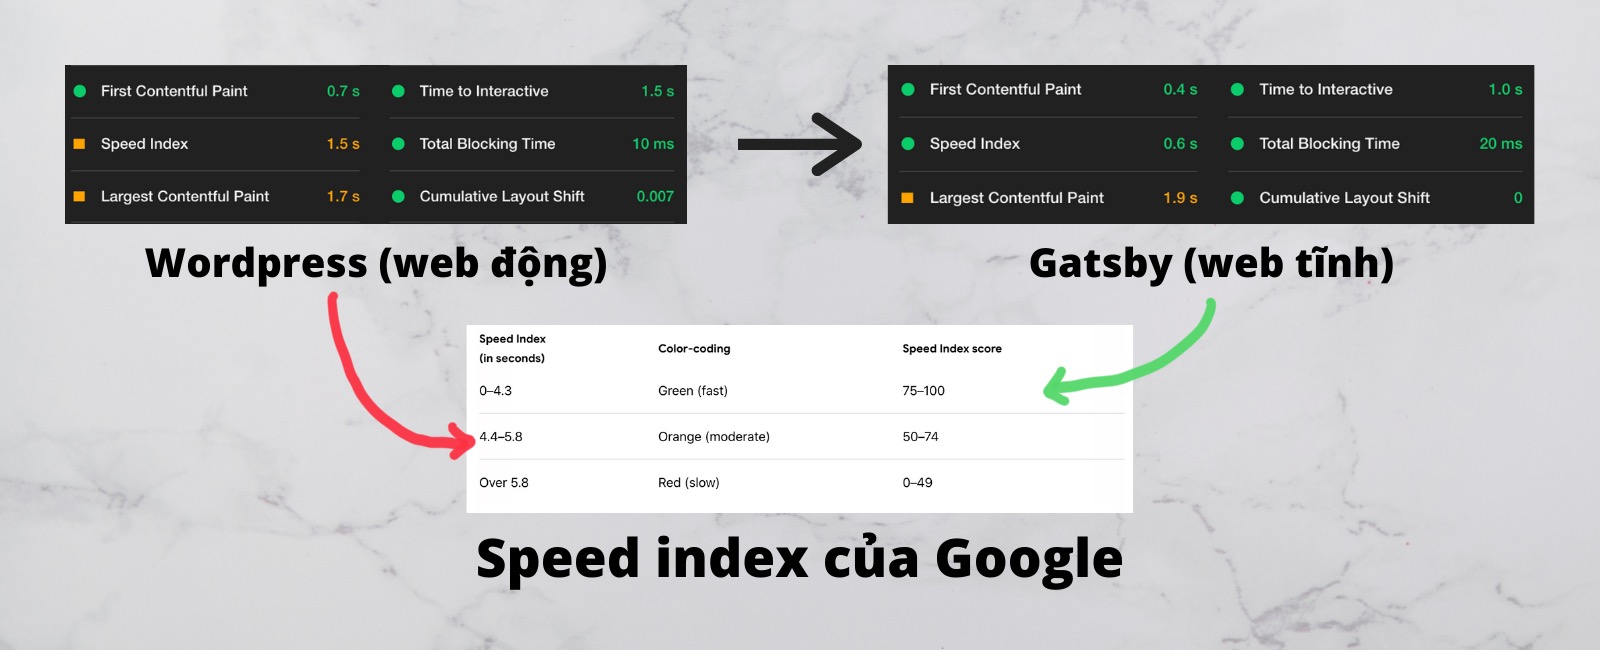 First Contentful Paint 0.7 s Time to Interactive 1.5 s
Speed Index 1.5 s Total Blocking Time 10 ms
Largest Contentful Paint 1.7 s Cumulative Layout Shift 0.007
Wordpress (web động)
First Contentful Paint 0.4 s Time to Interactive 1.0 s
Speed Index 0.6 s Total Blocking Time 20 ms
Largest Contentful Paint 1.9 s Cumulative Layout Shift 0
Gatsby (web tĩnh)
Speed Index
(in seconds) Color-coding Speed Index score
0–4.3 Green (fast) 75–100
4.4–5.8 Orange (moderate) 50–74
Over 5.8 Red (slow) 0–49
Speed index của Google